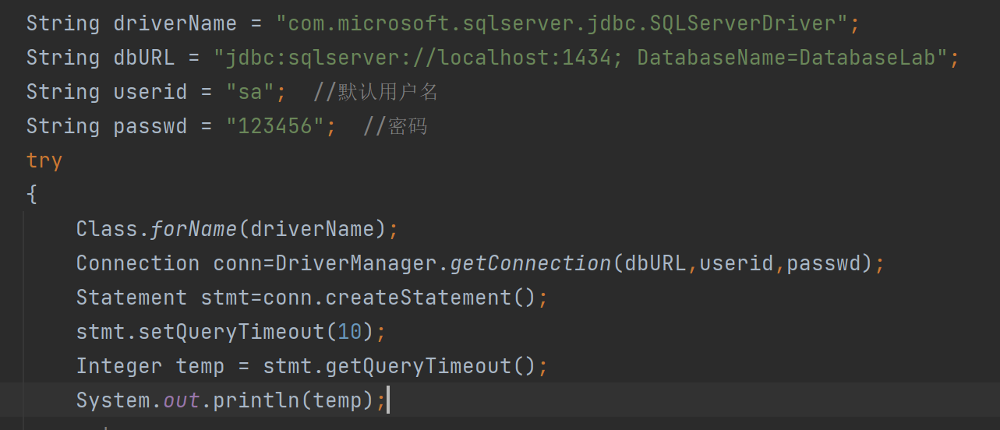 String driverName = "com.microsoft.sqlserver.jdbc.SQLServerDriver";
String dbURL = "jdbc:sqlserver://localhost:1434; DatabaseName=DatabaseLab";
String userid = "sa";  //默认用户名
String passwd = "123456";  //密码
try
{
    Class.forName(driverName);
    Connection conn=DriverManager.getConnection(dbURL,userid,passwd);
    Statement stmt=conn.createStatement();
    stmt.setQueryTimeout(10);
    Integer temp = stmt.getQueryTimeout();
    System.out.println(temp);